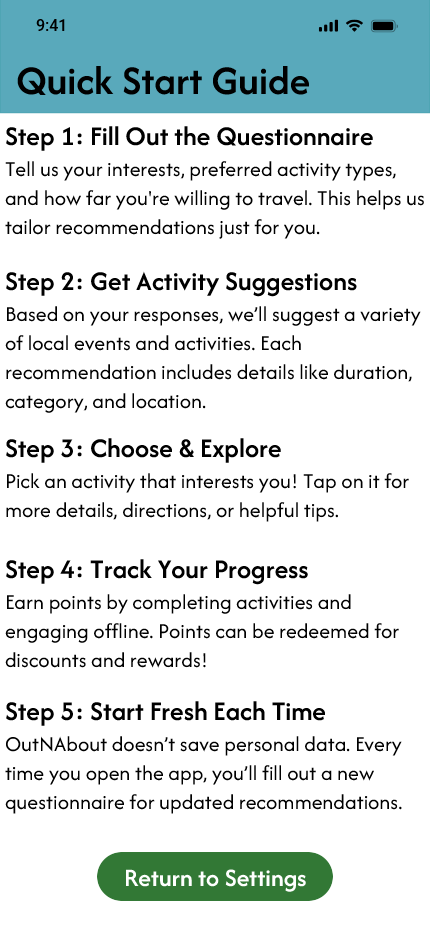 9:41
Quick Start Guide
Step 1: Fill Out the Questionnaire
Tell us your interests, preferred activity types,
and how far you're willing to travel. This helps us
tailor recommendations just for you.
Step 2: Get Activity Suggestions
Based on your responses, we’ll suggest a variety
of local events and activities. Each
recommendation includes details like duration,
category, and location.
Step 3: Choose & Explore
Pick an activity that interests you! Tap on it for
more details, directions, or helpful tips.
Step 4: Track Your Progress
Earn points by completing activities and
engaging offline. Points can be redeemed for
discounts and rewards!
Step 5: Start Fresh Each Time
OutNAbout doesn’t save personal data. Every
time you open the app, you’ll fill out a new
questionnaire for updated recommendations.
Return to Settings